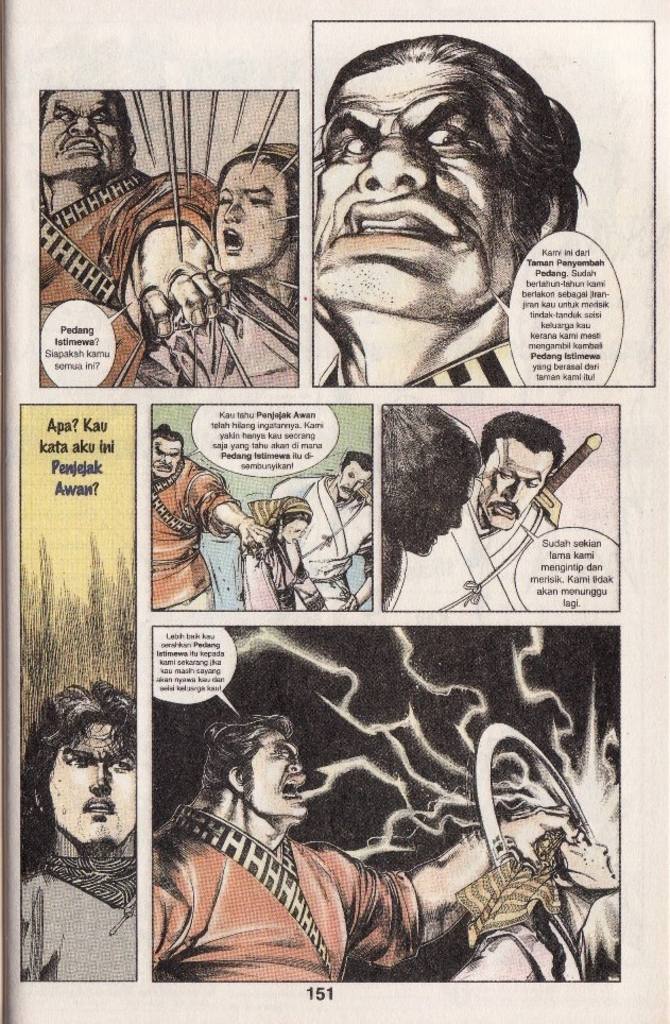 Pedang
Istimewa?
Siapakah kamu
semua ini?
Kami ini dari
Taman Penyembah
Pedang. Sudah
bertahun-tahun kami
berlakon sebagai jiran-
jiran kau untuk merisik
tindak-tanduk seisi
keluarga kau
kerana kami mesti
mengambil kembali
Pedang Istimewa
yang berasal dari
taman kami itu!
Apa? Kau
kata aku ini
Penjejak
Awan?
Kau tahu Penjejak Awan
telah hilang ingatannya. Kami
yakin hanya kau seorang
saja yang tahu akan di mana
Pedang Istimewa itu di-
sembunyikan!
Sudah sekian
lama kami
mengintip dan
merisik. Kami tidak
akan menunggu
lagi.
Lebih baik kau
serahkan Pedang
Istimewa itu kepada
kami sekarang jika
kau masih sayang
akan nyawa kau dan
seisi keluarga kau!
151